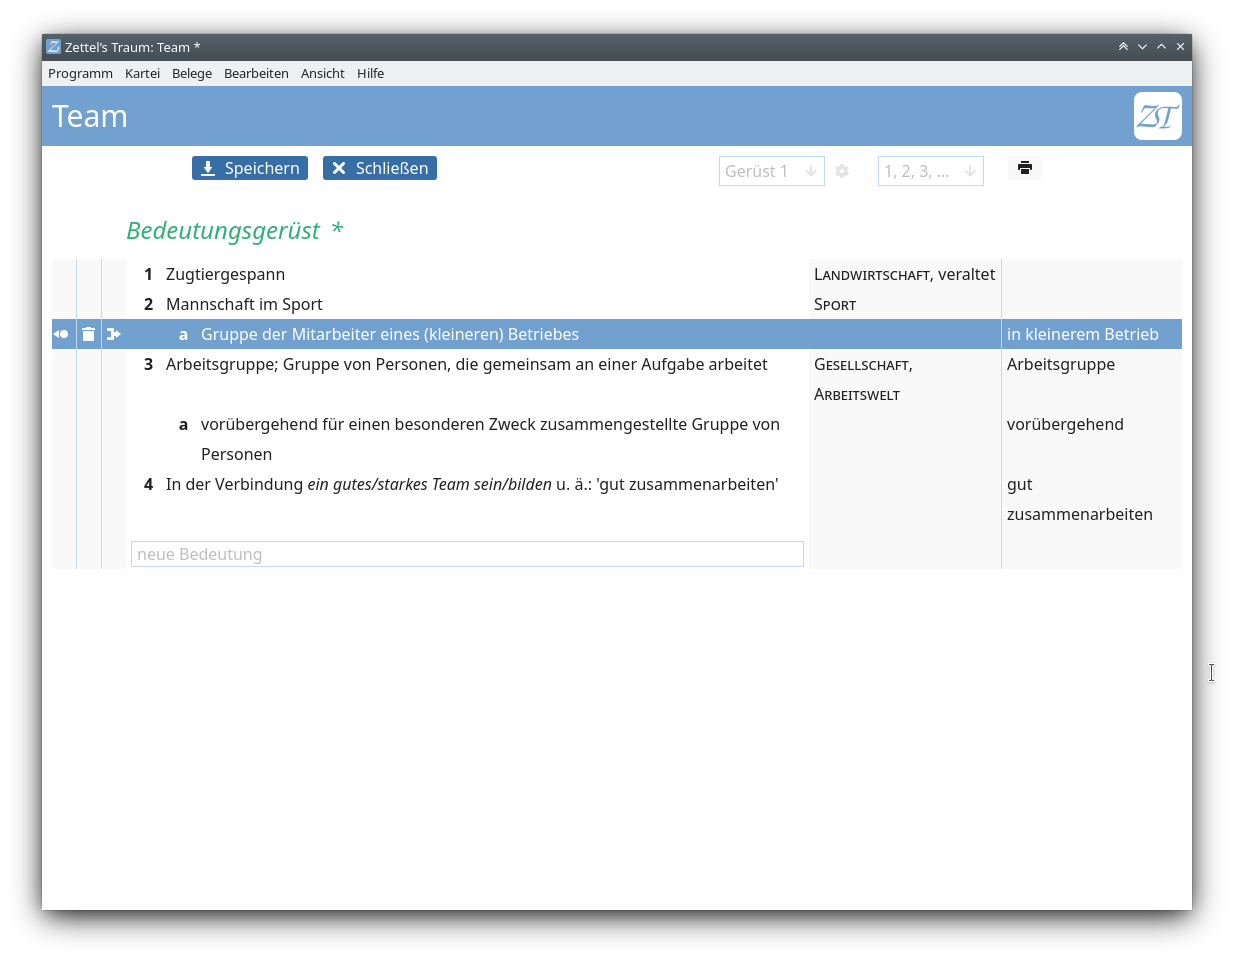 Zettel’s Traum: Team *
Programm Kartei Belege Bearbeiten Ansicht Hilfe
Team
ZT
Speichern Schließen Gerüst 1 1, 2, 3, ...
Bedeutungsgerüst *
1 Zugtiergespann LANDWIRTSCHAFT, veraltet
2 Mannschaft im Sport SPORT
a Gruppe der Mitarbeiter eines (kleineren) Betriebes in kleinerem Betrieb
3 Arbeitsgruppe; Gruppe von Personen, die gemeinsam an einer Aufgabe arbeitet GESELLSCHAFT, Arbeitsgruppe
ARBEITSWELT
a vorübergehend für einen besonderen Zweck zusammengestellte Gruppe von vorübergehend
Personen
4 In der Verbindung ein gutes/starkes Team sein/bilden u. ä.: 'gut zusammenarbeiten' gut
zusammenarbeiten
neue Bedeutung